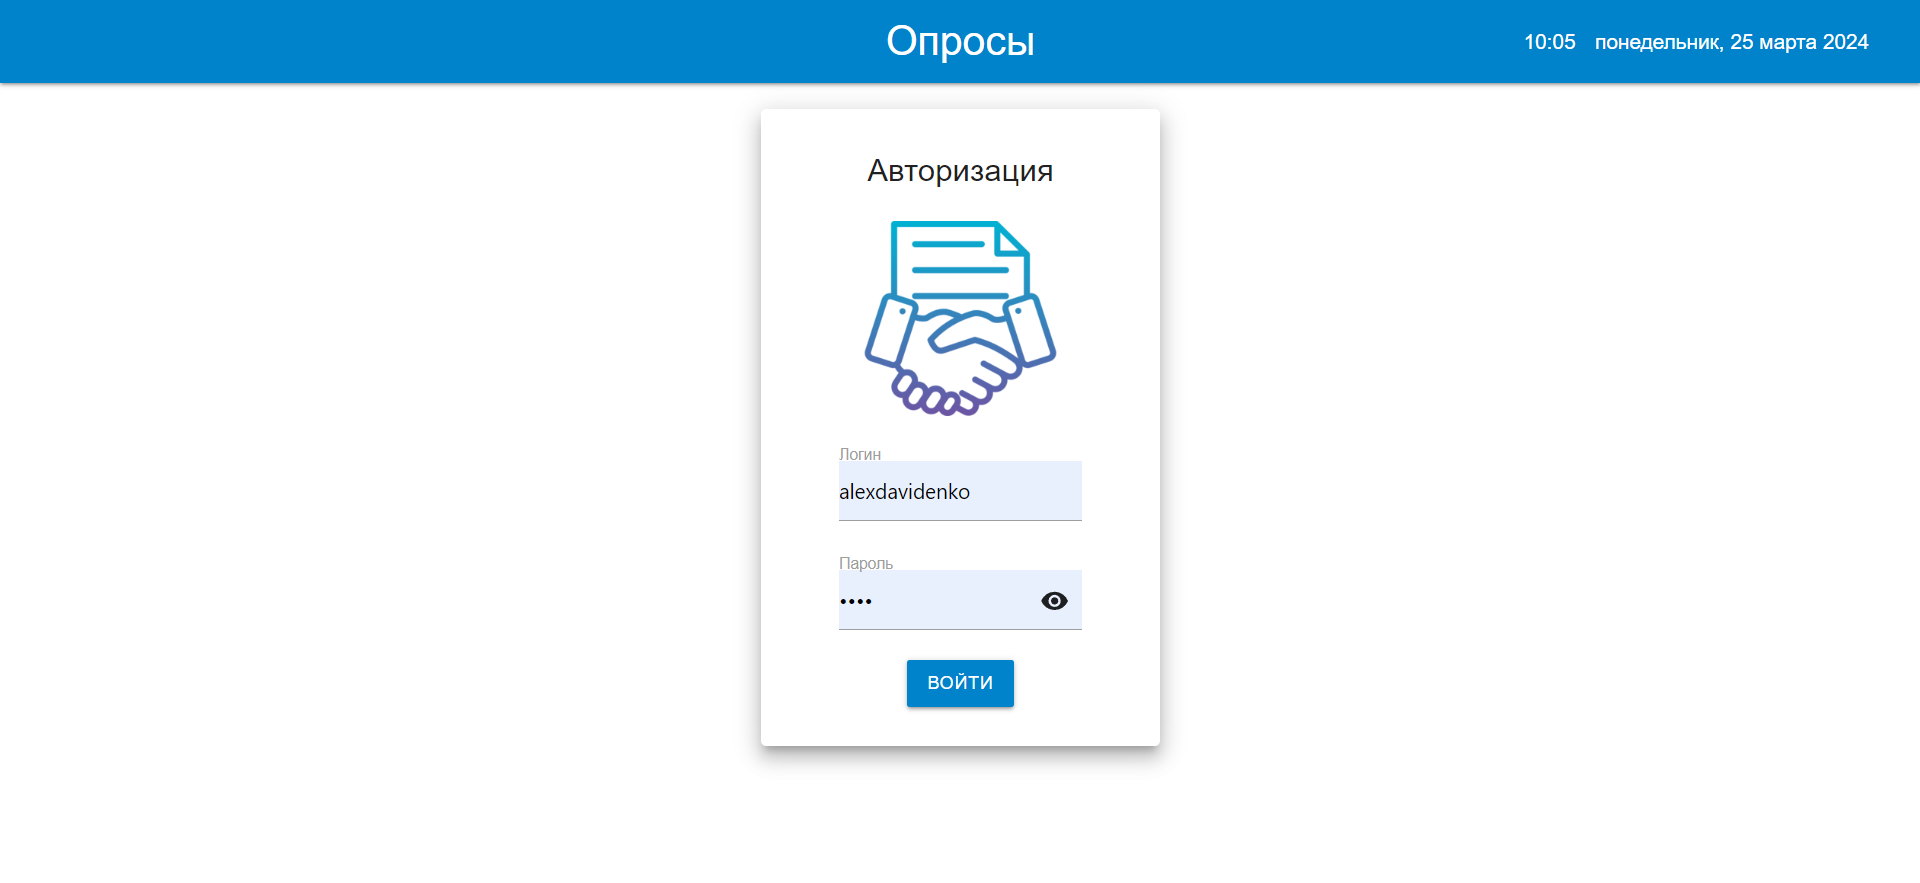 Опросы
10:05 понедельник, 25 марта 2024
Авторизация
Логин
alexdavidenko
Пароль
••••
ВОЙТИ